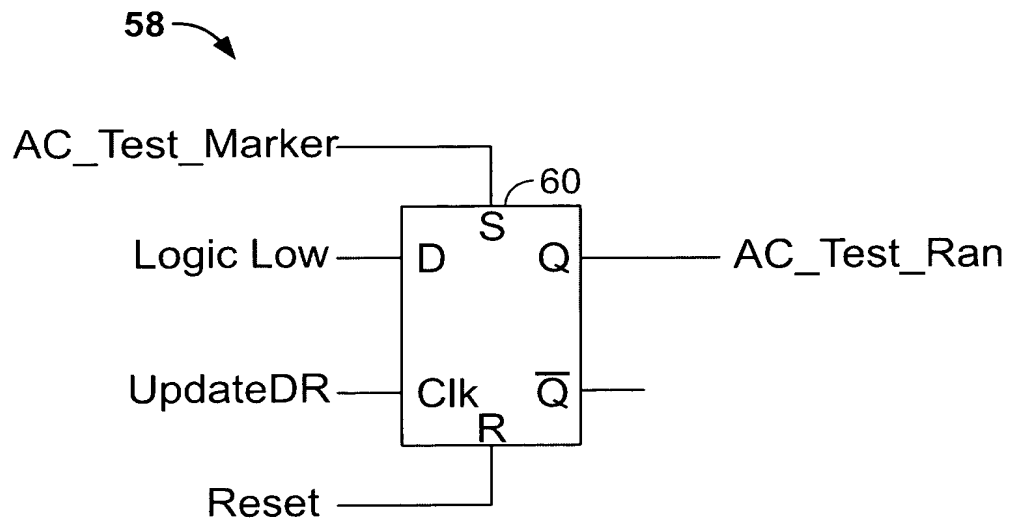 58
AC_Test_Marker
60
S
Logic Low
D
Q
AC_Test_Ran
UpdateDR
Clk
Q̅
R
Reset